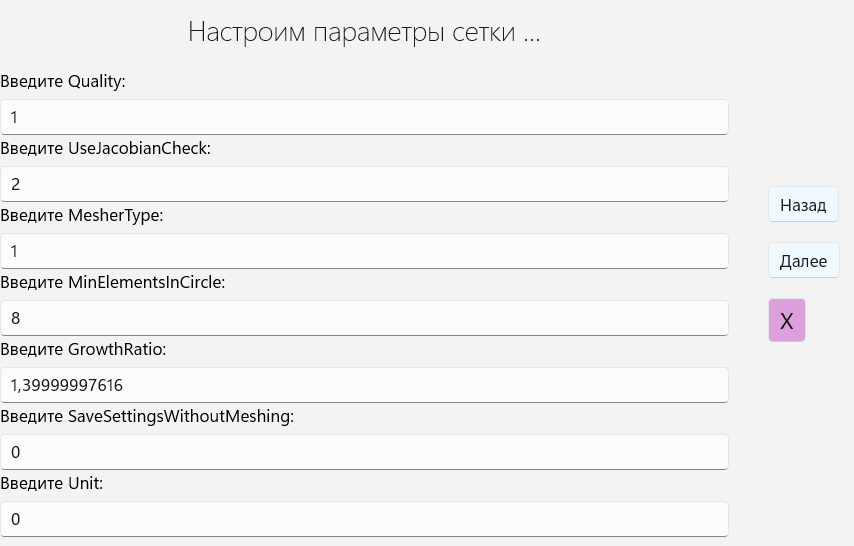 Настроим параметры сетки ...
Введите Quality:
1
Введите UseJacobianCheck:
2
Введите MesherType:
1
Введите MinElementsInCircle:
8
Введите GrowthRatio:
1,39999997616
Введите SaveSettingsWithoutMeshing:
0
Введите Unit:
0
Назад
Далее
X